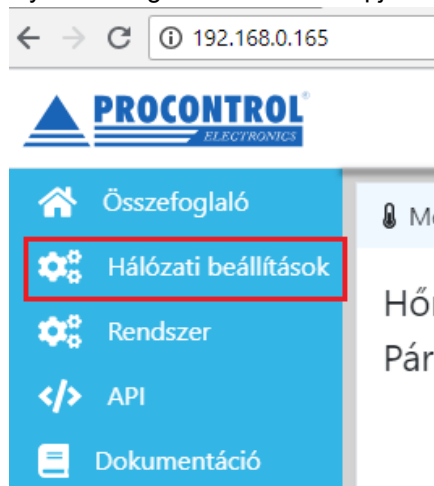 192.168.0.165
PROCONTROL®
ELECTRONICS
Összefoglaló
Hálózati beállítások
Rendszer
API
Dokumentáció